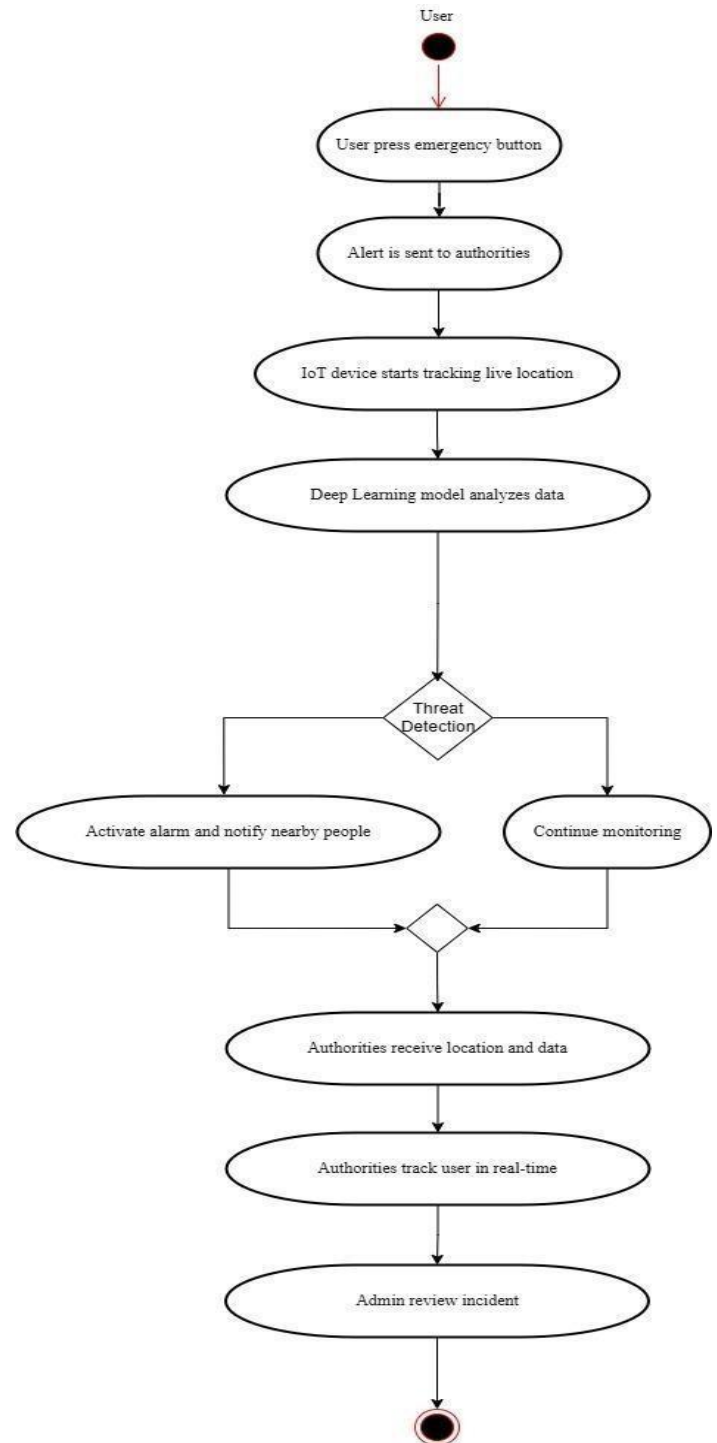 User
User press emergency button
Alert is sent to authorities
IoT device starts tracking live location
Deep Learning model analyzes data
Threat
Detection
Activate alarm and notify nearby people
Continue monitoring
Authorities receive location and data
Authorities track user in real-time
Admin review incident